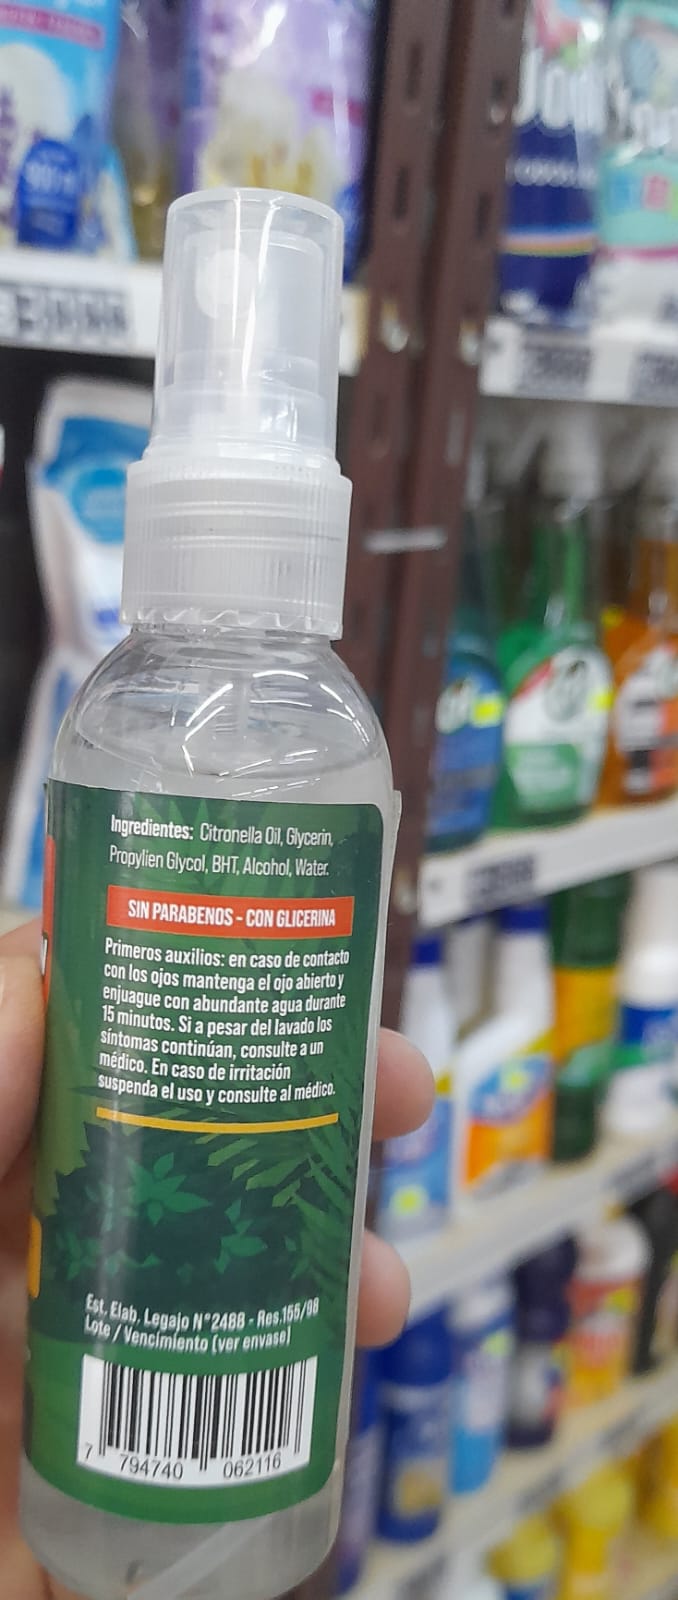 Ingredientes: Citronella Oil, Glycerin,
Propylien Glycol, BHT, Alcohol, Water.
SIN PARABENOS - CON GLICERINA
Primeros auxilios: en caso de contacto
con los ojos mantenga el ojo abierto y
enjuague con abundante agua durante
15 minutos. Si a pesar del lavado los
síntomas continúan, consulte a un
médico. En caso de irritación
suspenda el uso y consulte al médico.
Est. Elab. Legajo N°2488 - Res.155/98
Lote / Vencimiento (ver envase)
7 794740 062116